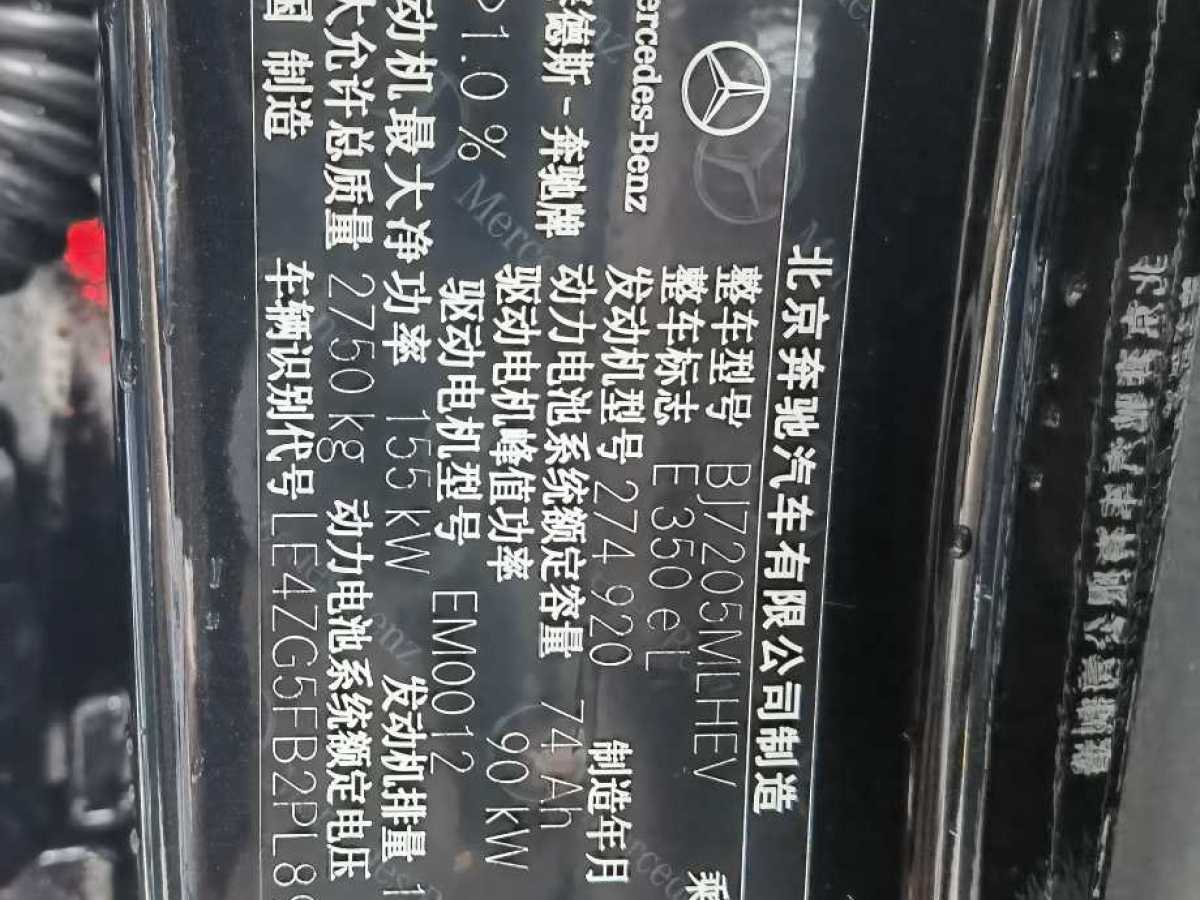 北京奔驰汽车有限公司制造
整车型号 BJ7205MLHEV 乘
ercedes-Benz 整车标志 E 350 eL
发动机型号 274 920 制造年月
德斯-奔驰牌 动力电池系统额定容量 74 Ah
驱动电机峰值功率 90 kW
>1.0 % 驱动电机型号 EM0012
动机最大净功率 155 kW 发动机排量 1
大允许总质量 2750 kg 动力电池系统额定电压
国 制造 车辆识别代号 LE4ZG5FB2PL8